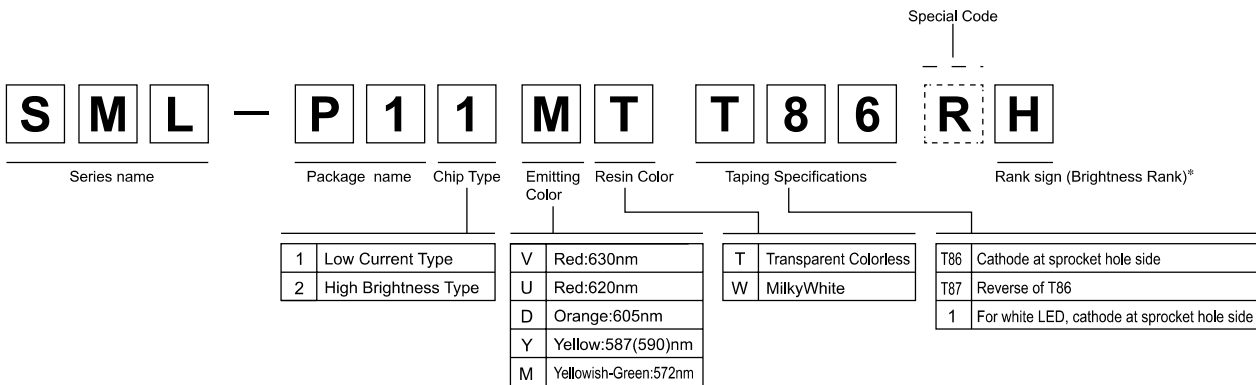 Special Code
S M L – P 1 1 M T T 8 6 R H
Series name Package name Chip Type Emitting Color Resin Color Taping Specifications Rank sign (Brightness Rank)*
1 Low Current Type
2 High Brightness Type
V Red:630nm
U Red:620nm
D Orange:605nm
Y Yellow:587(590)nm
M Yellowish-Green:572nm
T Transparent Colorless
W MilkyWhite
T86 Cathode at sprocket hole side
T87 Reverse of T86
1 For white LED, cathode at sprocket hole side